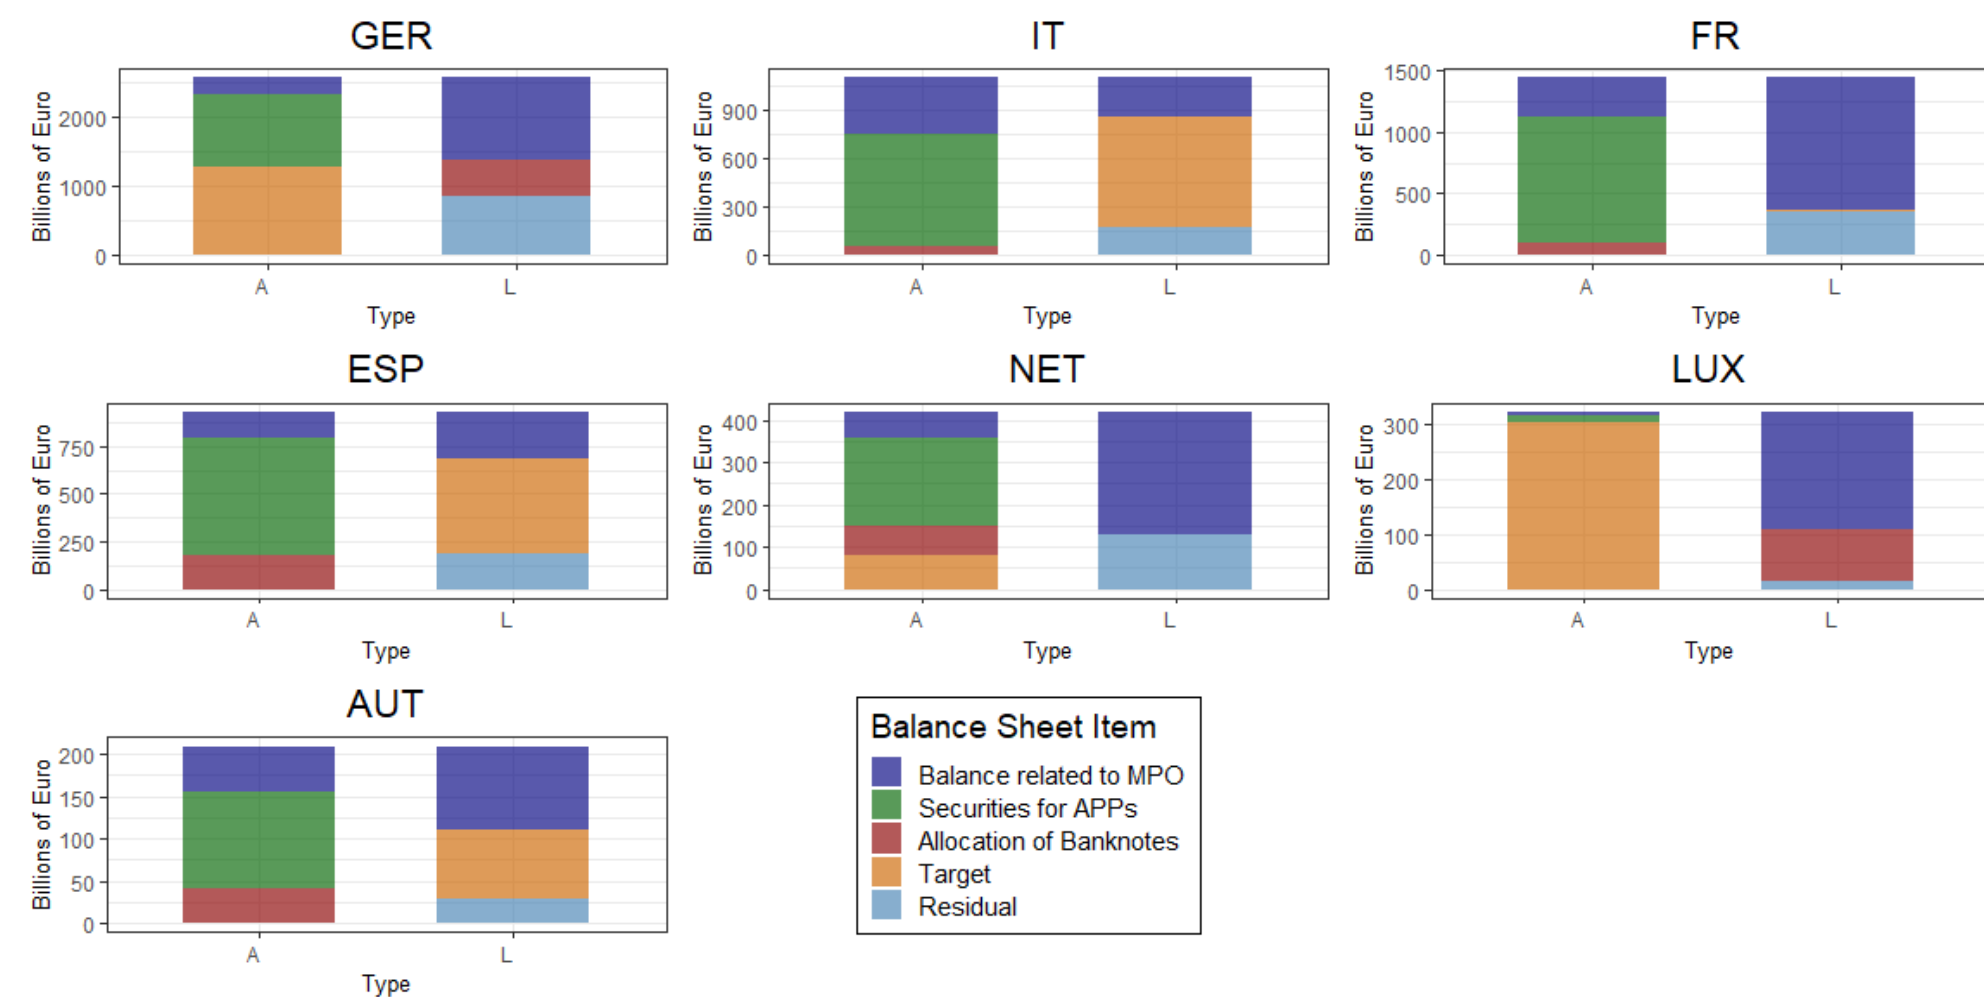 GER
Billions of Euro
2000
1000
0
A
L
Type
IT
Billions of Euro
900
600
300
0
A
L
Type
FR
Billions of Euro
1500
1000
500
0
A
L
Type
ESP
Billions of Euro
750
500
250
0
A
L
Type
NET
Billions of Euro
400
300
200
100
0
A
L
Type
LUX
Billions of Euro
300
200
100
0
A
L
Type
AUT
Billions of Euro
200
150
100
50
0
A
L
Type
Balance Sheet Item
Balance related to MPO
Securities for APPs
Allocation of Banknotes
Target
Residual